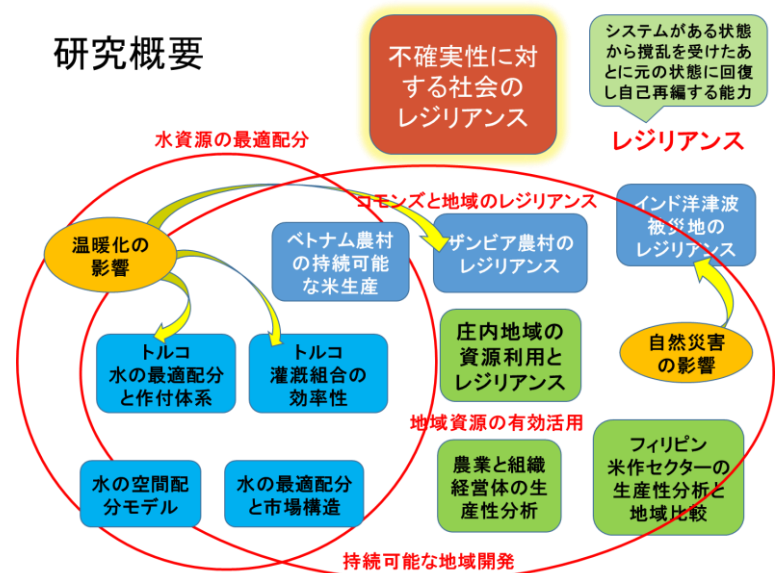 研究概要
不確実性に対
する社会の
レジリアンス
システムがある状態
から撹乱を受けたあ
とに元の状態に回復
し自己再編する能力
レジリアンス
水資源の最適配分
コモンズと地域のレジリアンス
温暖化の
影響
ベトナム農村
の持続可能
な米生産
ザンビア農村の
レジリアンス
インド洋津波
被災地の
レジリアンス
トルコ
水の最適配分
と作付体系
トルコ
灌漑組合の
効率性
庄内地域の
資源利用と
レジリアンス
自然災害
の影響
地域資源の有効活用
水の空間配
分モデル
水の最適配分
と市場構造
農業と組織
経営体の生
産性分析
フィリピン
米作セクターの
生産性分析と
地域比較
持続可能な地域開発